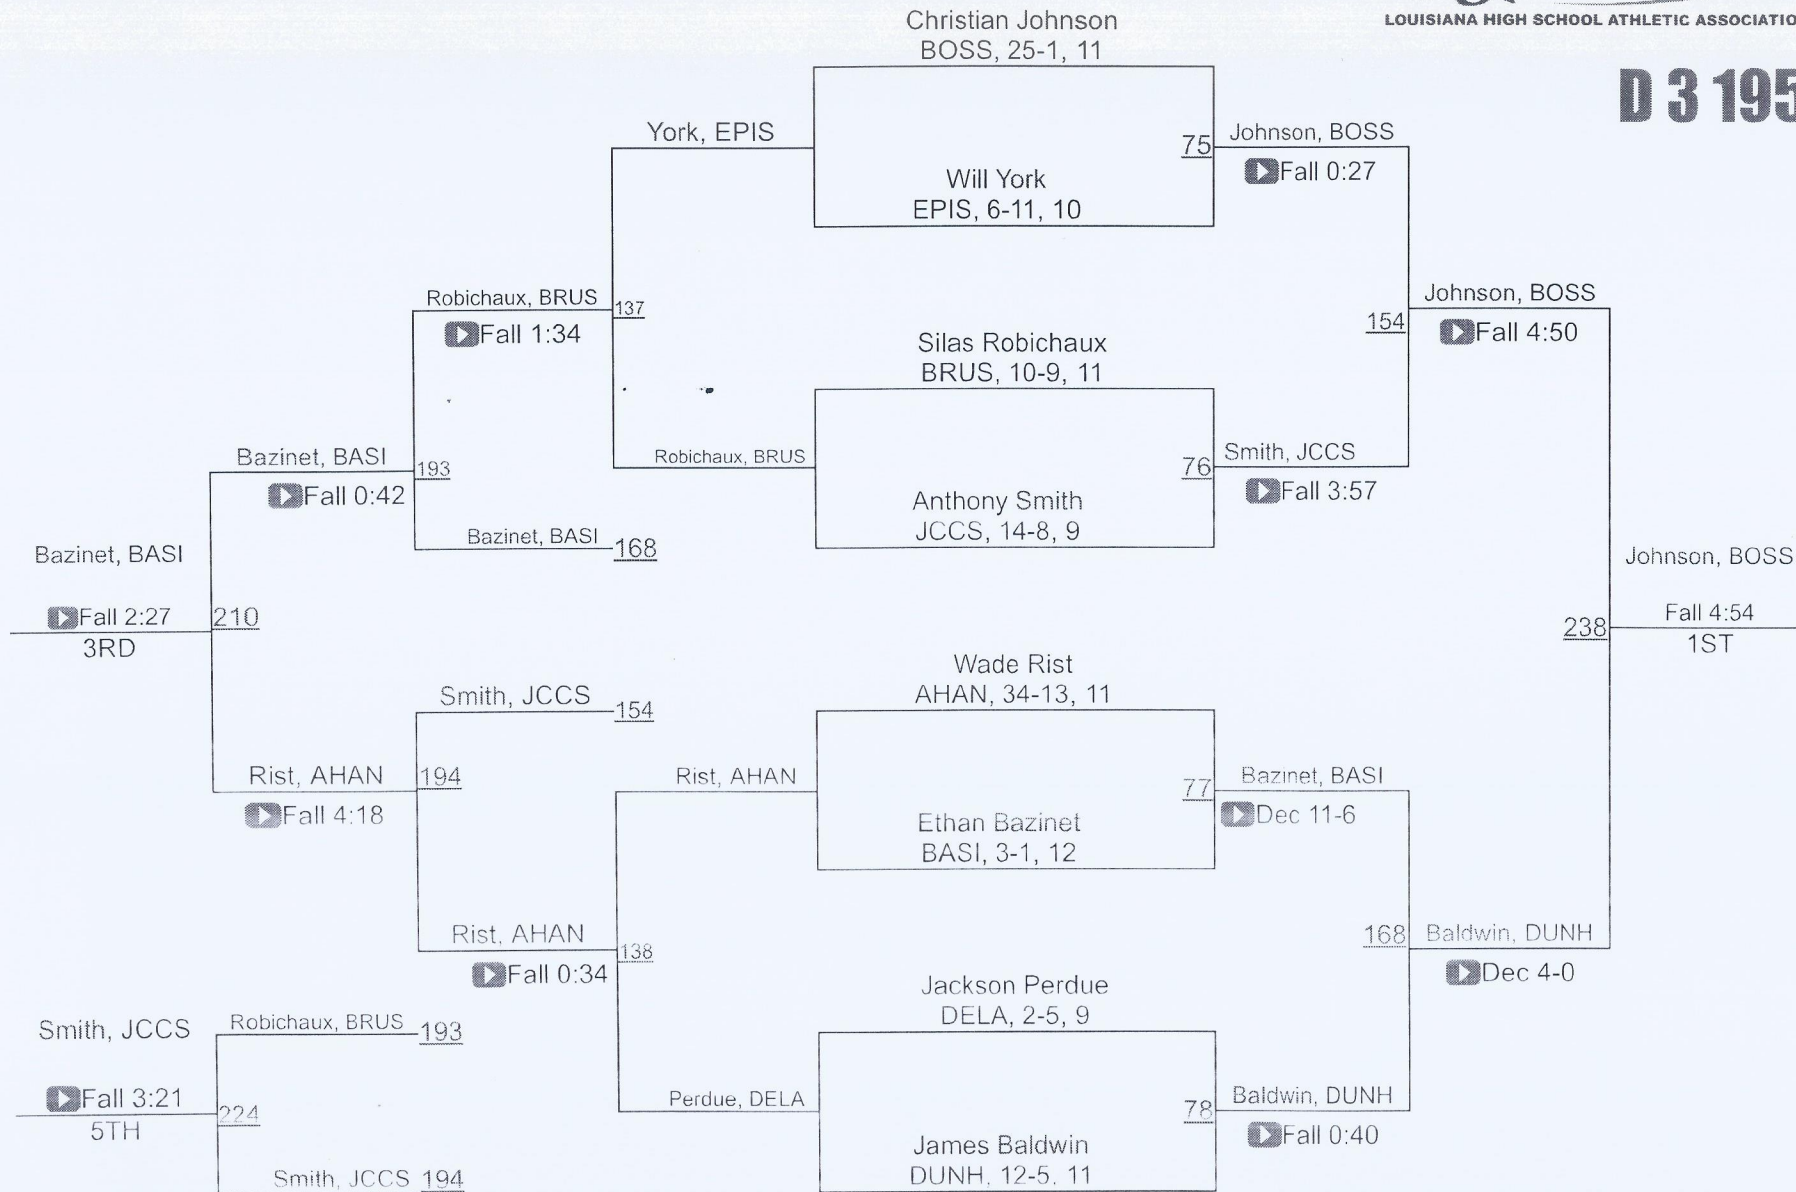 LOUISIANA HIGH SCHOOL ATHLETIC ASSOCIATIO
D 3 195
Christian Johnson
BOSS, 25-1, 11
York, EPIS
75
Johnson, BOSS
Fall 0:27
Will York
EPIS, 6-11, 10
Robichaux, BRUS
137
Fall 1:34
Johnson, BOSS
154
Fall 4:50
Silas Robichaux
BRUS, 10-9, 11
Bazinet, BASI
193
Fall 0:42
Robichaux, BRUS
76
Smith, JCCS
Fall 3:57
Anthony Smith
JCCS, 14-8, 9
Bazinet, BASI
168
Bazinet, BASI
Fall 2:27
210
3RD
Johnson, BOSS
238
Fall 4:54
1ST
Wade Rist
AHAN, 34-13, 11
Smith, JCCS
154
Rist, AHAN
194
Fall 4:18
Rist, AHAN
77
Bazinet, BASI
Dec 11-6
Ethan Bazinet
BASI, 3-1, 12
Rist, AHAN
138
Fall 0:34
168
Baldwin, DUNH
Dec 4-0
Jackson Perdue
DELA, 2-5, 9
Smith, JCCS
Robichaux, BRUS
193
Fall 3:21
224
5TH
Perdue, DELA
78
Baldwin, DUNH
Fall 0:40
James Baldwin
DUNH, 12-5, 11
Smith, JCCS
194